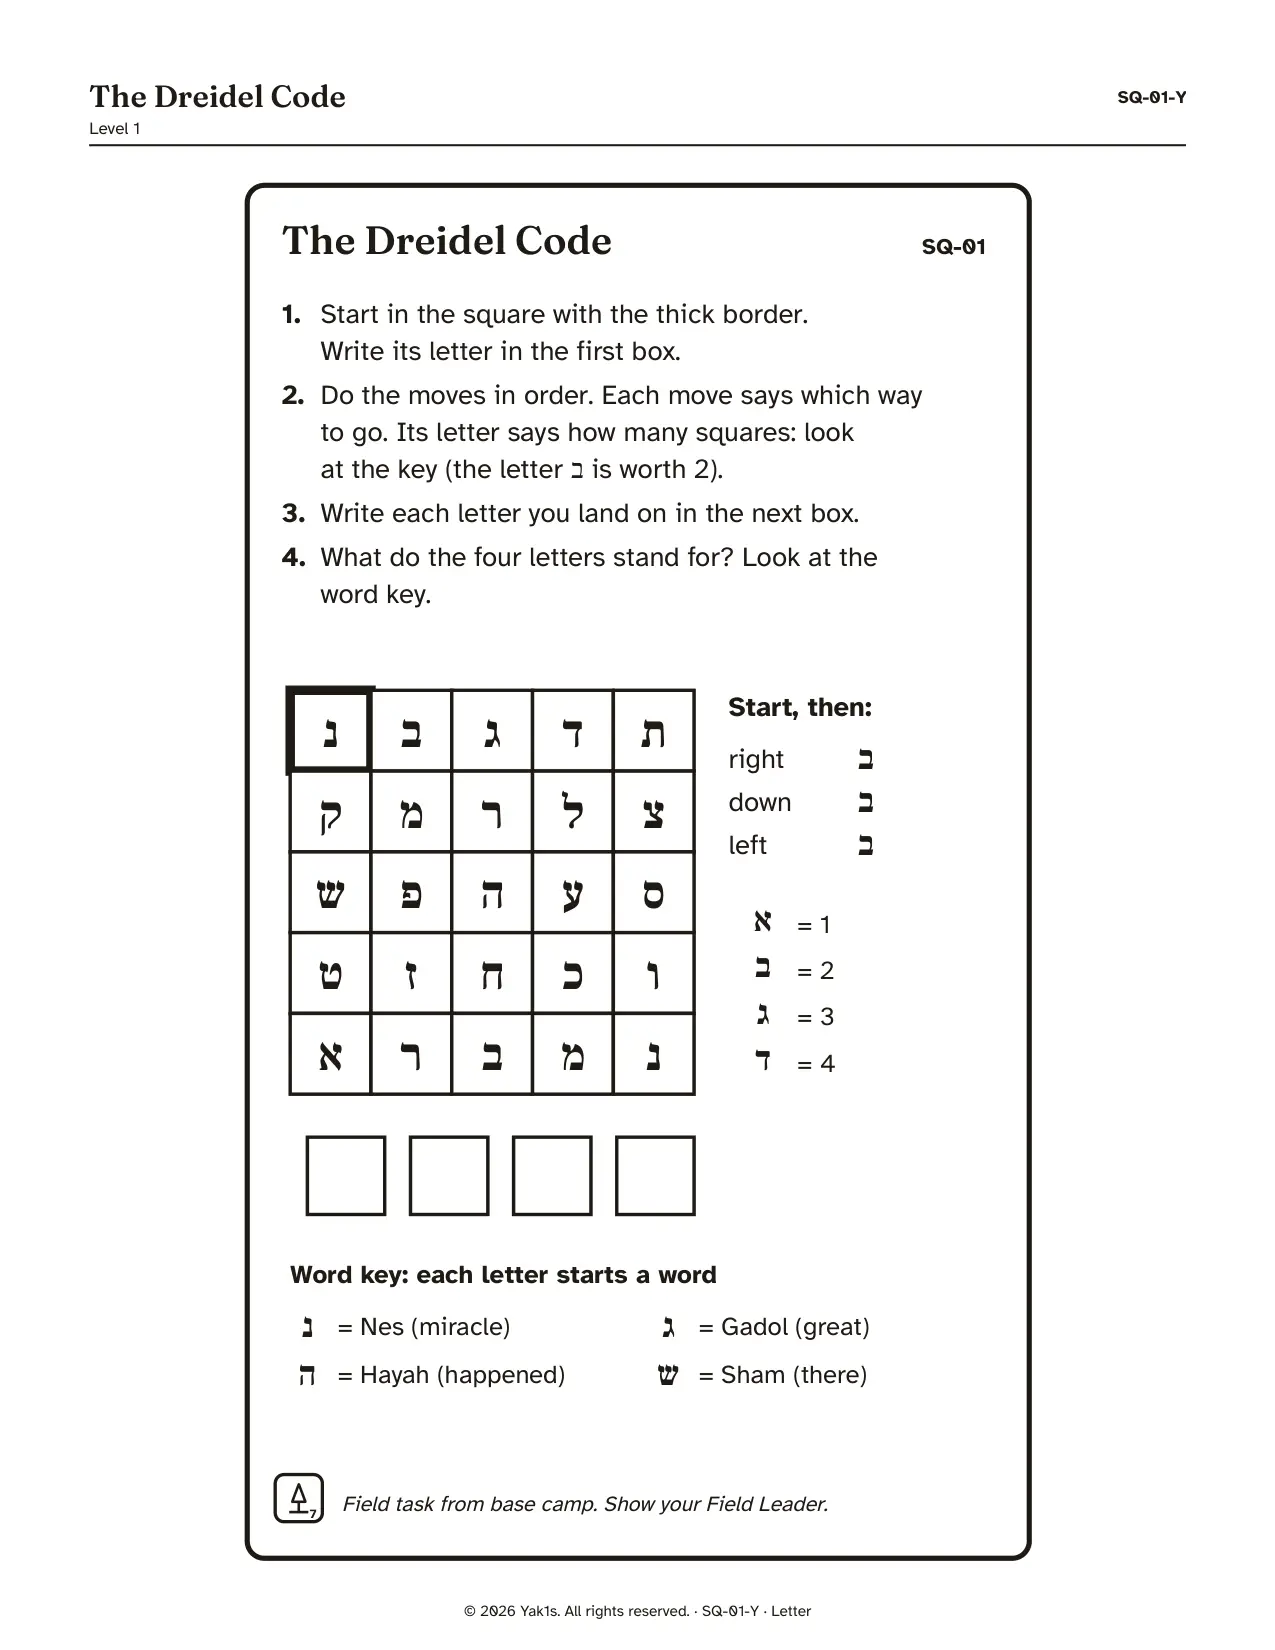 The Dreidel Code
SQ-01-Y
Level 1
The Dreidel Code
SQ-01
1. Start in the square with the thick border.
Write its letter in the first box.
2. Do the moves in order. Each move says which way
to go. Its letter says how many squares: look
at the key (the letter ב is worth 2).
3. Write each letter you land on in the next box.
4. What do the four letters stand for? Look at the
word key.
נ ב ג ד ת
ק מ ר ל צ
ש פ ה ע ס
ט ז ח כ ו
א ר ב מ נ
Start, then:
right ב
down ב
left ב
א = 1
ב = 2
ג = 3
ד = 4
Word key: each letter starts a word
נ = Nes (miracle)
ג = Gadol (great)
ה = Hayah (happened)
ש = Sham (there)
7
Field task from base camp. Show your Field Leader.
© 2026 Yak1s. All rights reserved. · SQ-01-Y · Letter